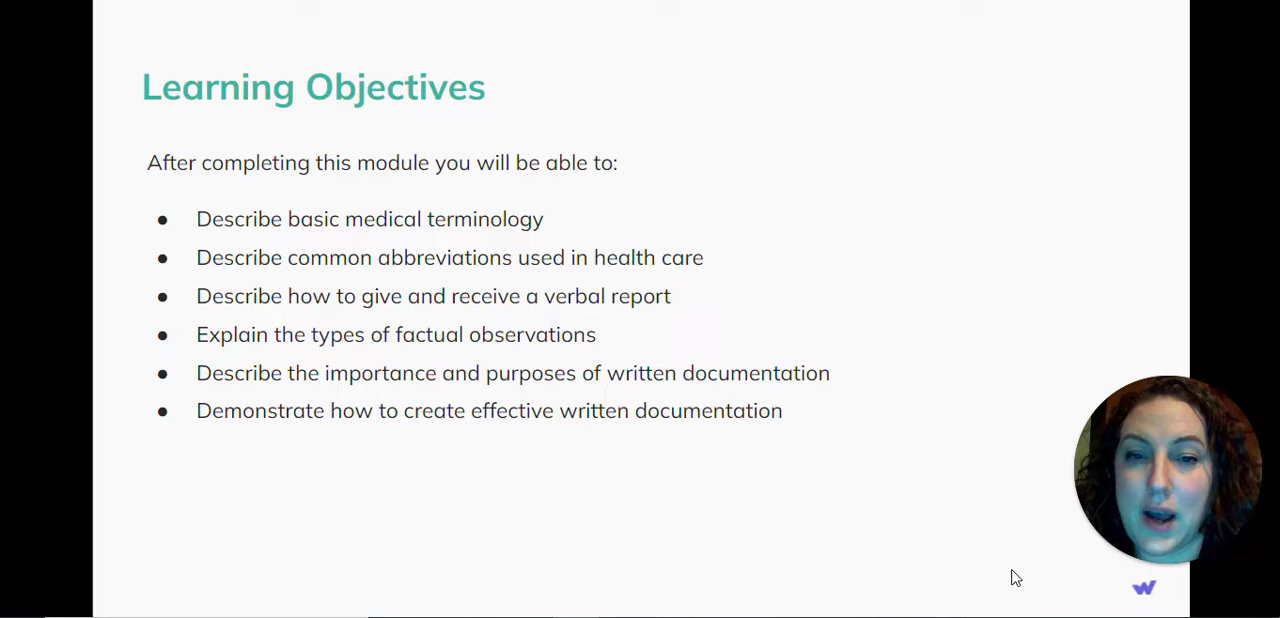 Learning Objectives
After completing this module you will be able to:
● Describe basic medical terminology
● Describe common abbreviations used in health care
● Describe how to give and receive a verbal report
● Explain the types of factual observations
● Describe the importance and purposes of written documentation
● Demonstrate how to create effective written documentation